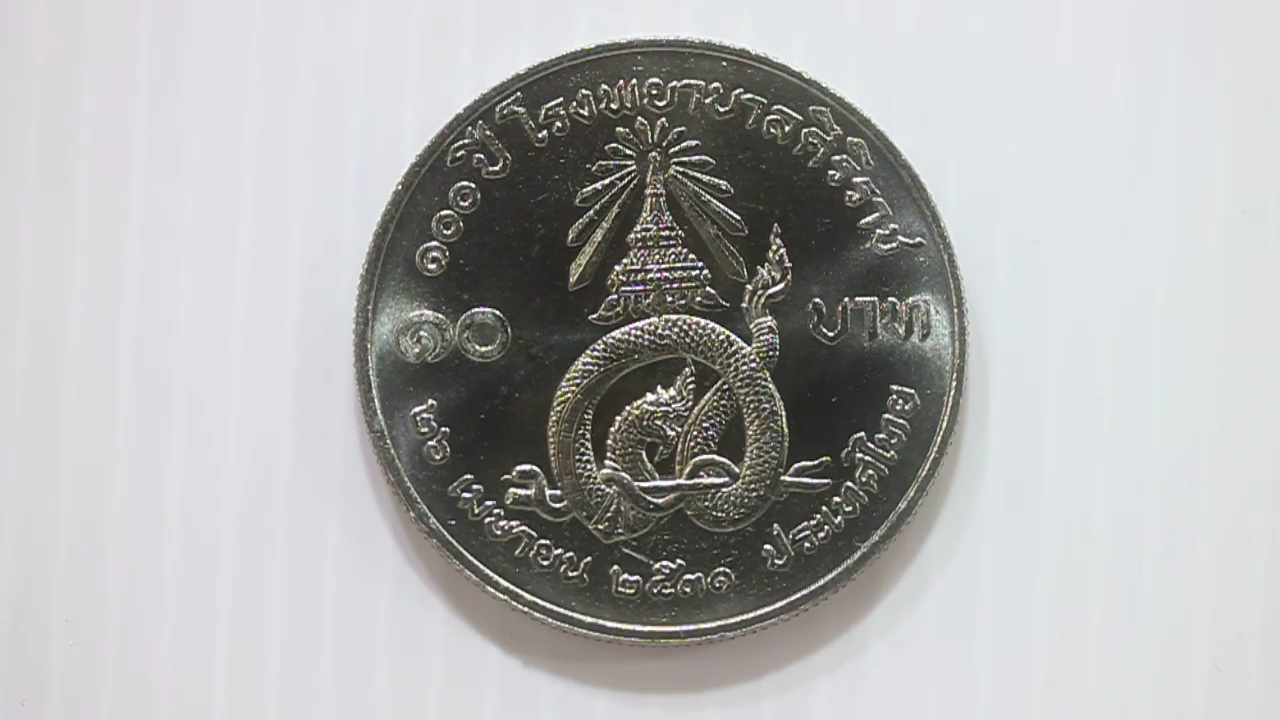 ๑๐๐ ปี โรงพยาบาลศิริราช
๑๐ บาท
๒๖ เมษายน ๒๕๓๑ ประเทศไทย